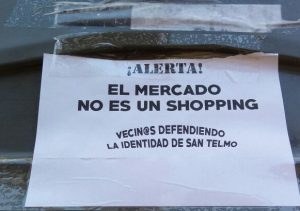 ¡ALERTA!
EL MERCADO
NO ES UN SHOPPING
VECIN@S DEFENDIENDO
LA IDENTIDAD DE SAN TELMO